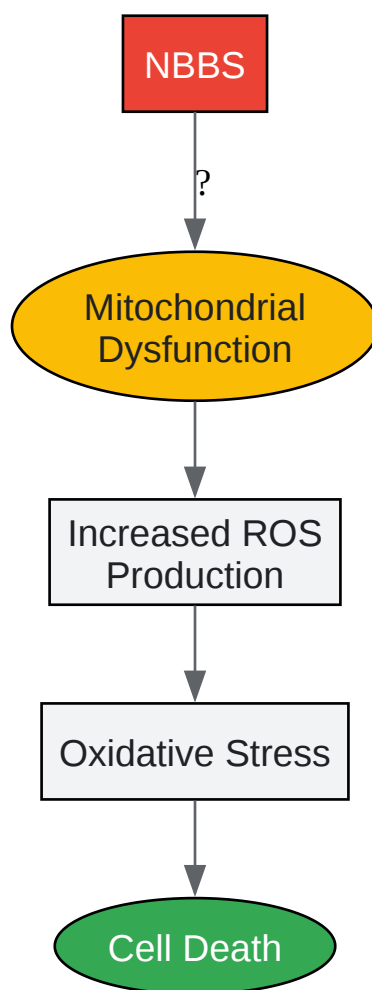 NBBS
?
Mitochondrial
Dysfunction
Increased ROS
Production
Oxidative Stress
Cell Death